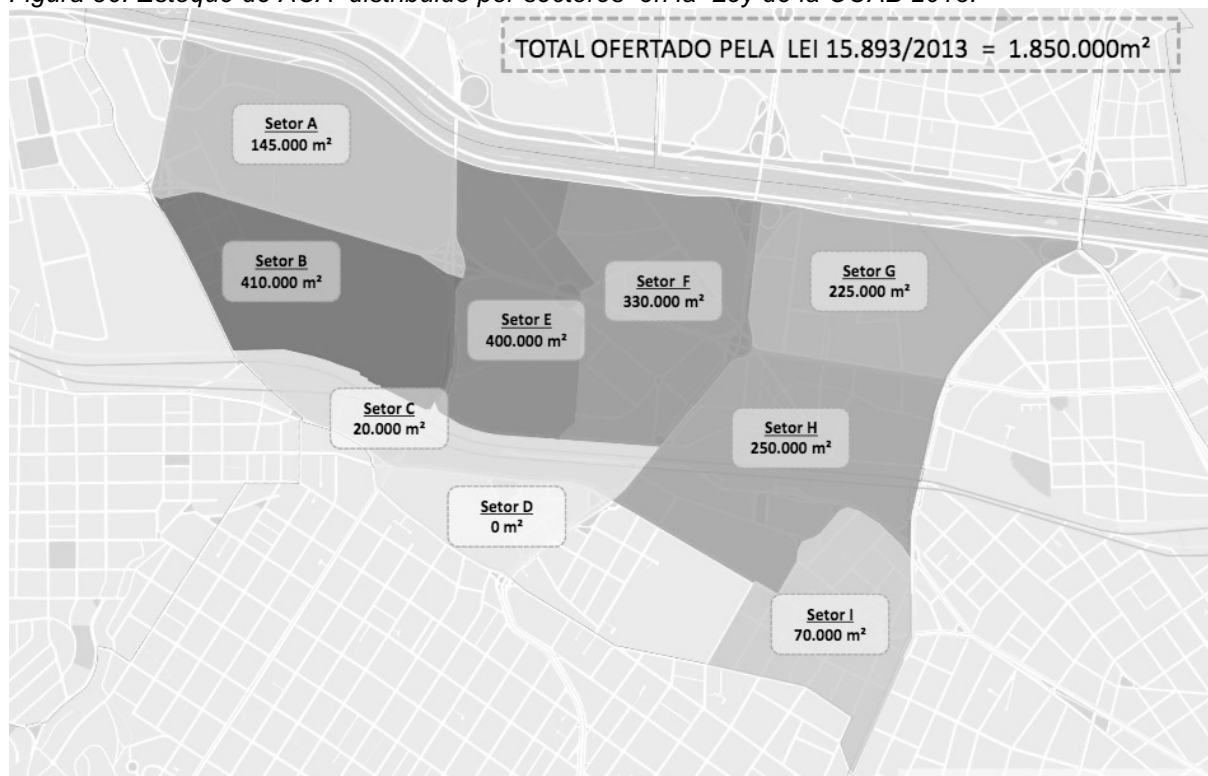 TOTAL OFERTADO PELA LEI 15.893/2013 = 1.850.000m²
Setor A
145.000 m²
Setor B
410.000 m²
Setor E
400.000 m²
Setor F
330.000 m²
Setor G
225.000 m²
Setor C
20.000 m²
Setor H
250.000 m²
Setor D
0 m²
Setor I
70.000 m²